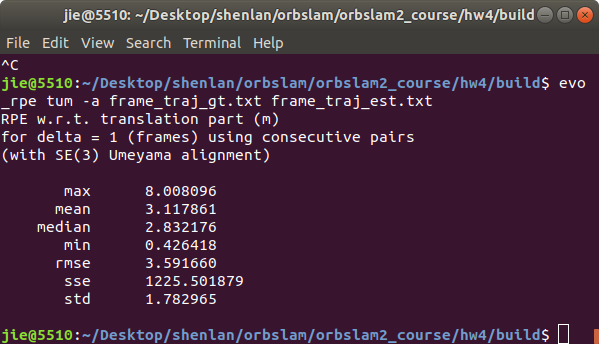 jie@5510: ~/Desktop/shenlan/orbslam/orbslam2_course/hw4/build
File Edit View Search Terminal Help
^C
jie@5510:~/Desktop/shenlan/orbslam/orbslam2_course/hw4/build$ evo
_rpe tum -a frame_traj_gt.txt frame_traj_est.txt
RPE w.r.t. translation part (m)
for delta = 1 (frames) using consecutive pairs
(with SE(3) Umeyama alignment)
max 8.008096
mean 3.117861
median 2.832176
min 0.426418
rmse 3.591660
sse 1225.501879
std 1.782965
jie@5510:~/Desktop/shenlan/orbslam/orbslam2_course/hw4/build$